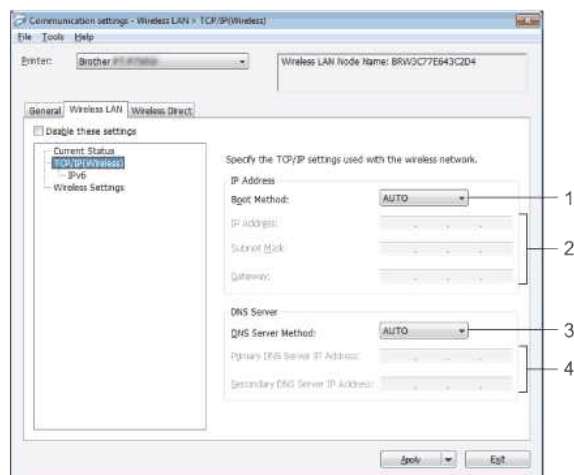 Communication settings - Wireless LAN > TCP/IP(Wireless)
File Tools Help
Printer: Brother Wireless LAN Node Name: BRW3C77E643C2D4
General Wireless LAN Wireless Direct
Disable these settings
Current Status
TCP/IP(Wireless)
IPv6
Wireless Settings
Specify the TCP/IP settings used with the wireless network.
IP Address
Boot Method: AUTO 1
IP Address:
Subnet Mask
2
Gateway:
DNS Server
DNS Server Method: AUTO 3
Primary DNS Server IP Address:
4
Secondary DNS Server IP Address:
Apply Exit